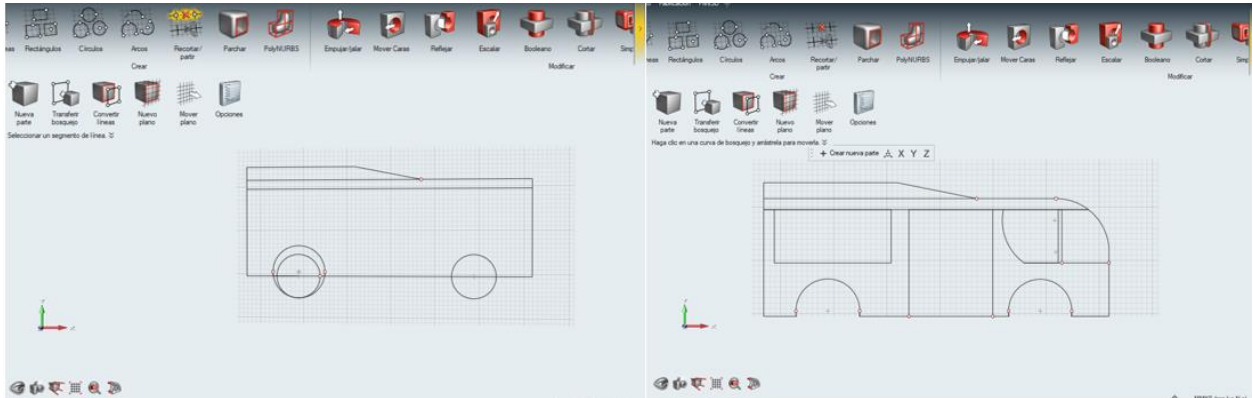 Rectángulos Círculos Arcos Recortar/ partir Parchar PolyNURBS Empujar/jalar Mover Caras Reflejar Escalar Booleano Cortar
Crear Modificar
Nueva parte Transferir bosquejo Convertir líneas Nuevo plano Mover plano Opciones
Seleccionar un segmento de línea.
Rectángulos Círculos Arcos Recortar/ partir Parchar PolyNURBS Empujar/jalar Mover Caras Reflejar Escalar Booleano Cortar
Crear Modificar
Nueva parte Transferir bosquejo Convertir líneas Nuevo plano Mover plano Opciones
Haga clic en una curva de bosquejo y arrástrela para moverla.
+ Crear nueva parte X Y Z